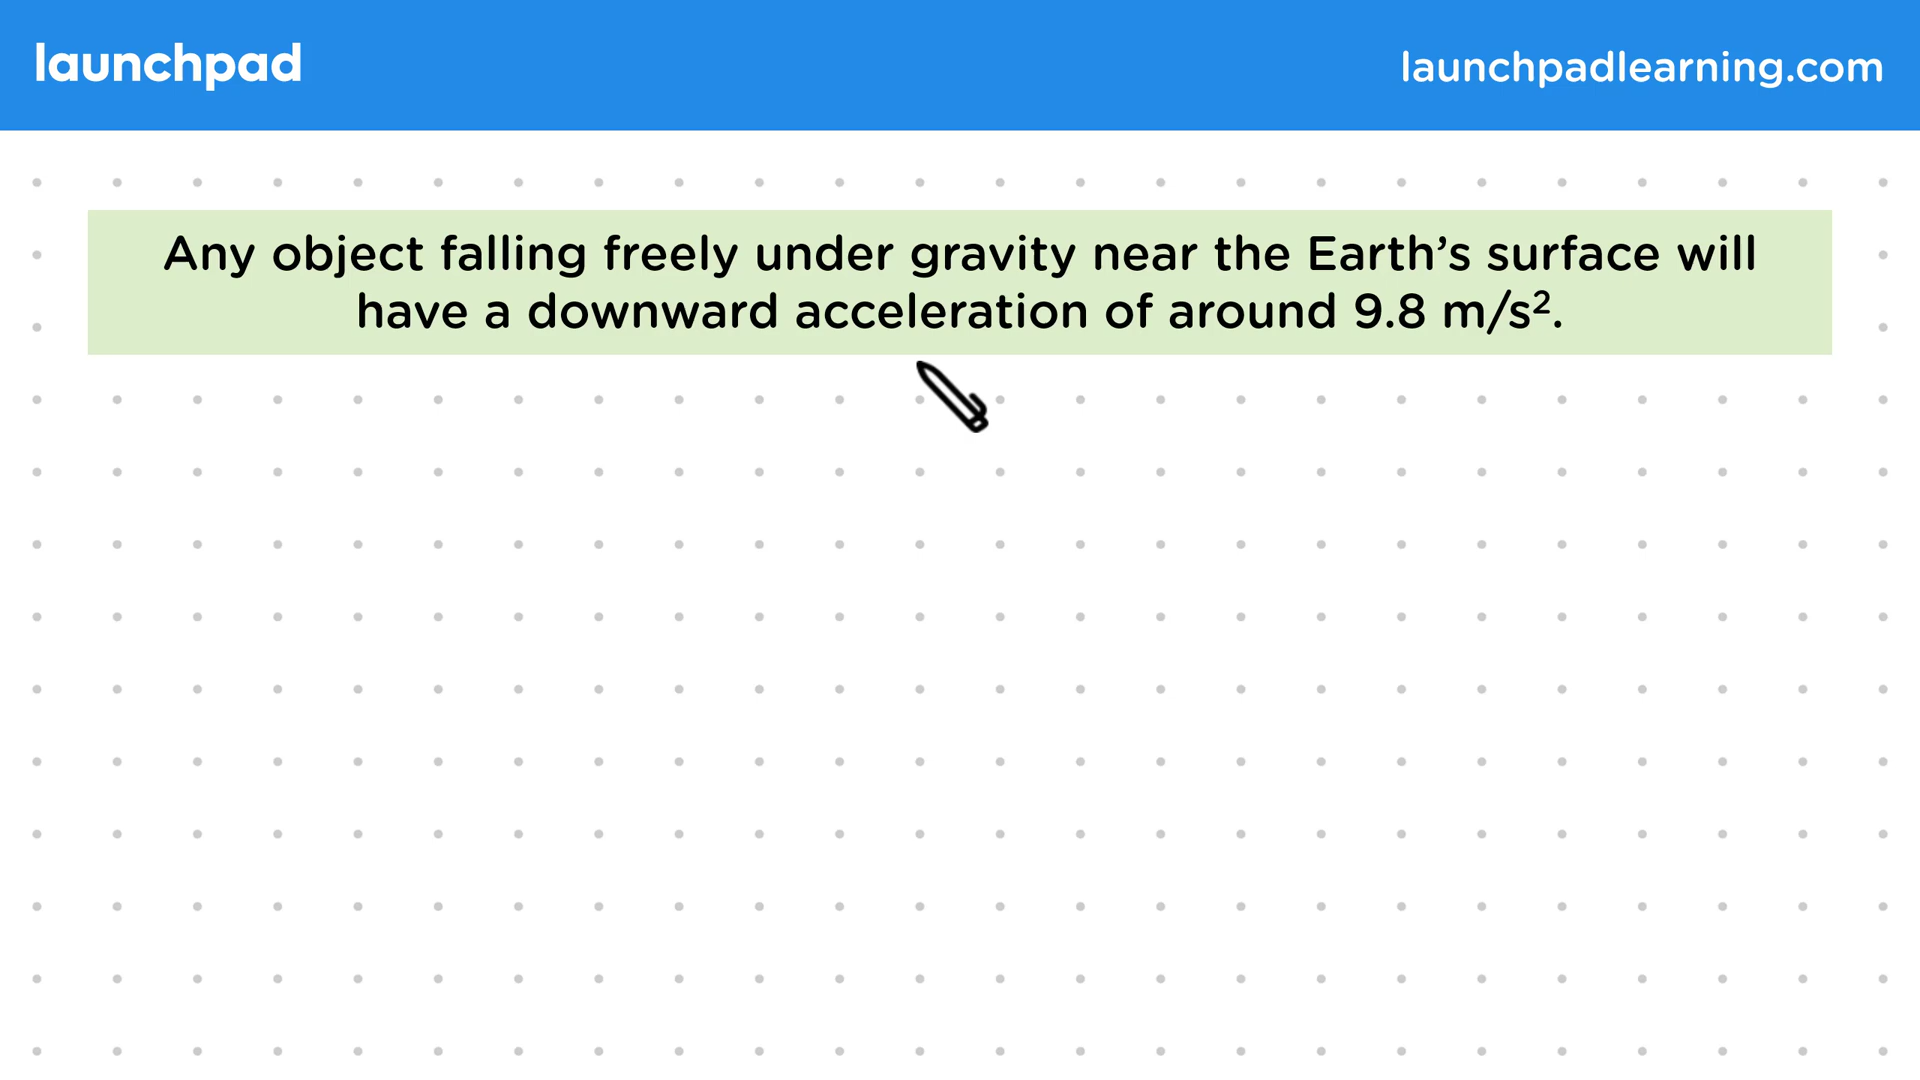 launchpad
launchpadlearning.com
Any object falling freely under gravity near the Earth’s surface will
have a downward acceleration of around 9.8 m/s².